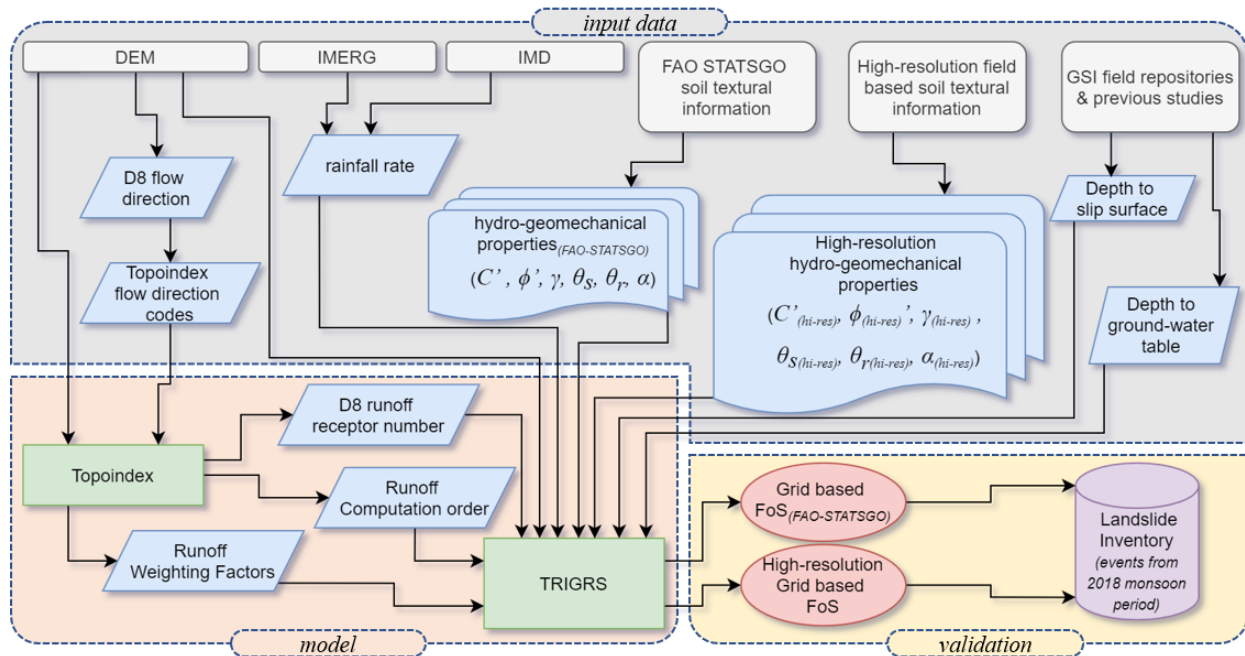 input data
DEM
IMERG
IMD
FAO STATSGO
soil textural
information
High-resolution field
based soil textural
information
GSI field repositories
& previous studies
D8 flow
direction
rainfall rate
Depth to
slip surface
hydro-geomechanical
properties(FAO-STATSGO)
(C’ , ϕ’, γ, θs, θr, α)
High-resolution
hydro-geomechanical
properties
(C’(hi-res), ϕ(hi-res)’, γ(hi-res) ,
θs(hi-res), θr(hi-res), α(hi-res))
Topoindex
flow direction
codes
Depth to
ground-water
table
D8 runoff
receptor number
Topoindex
Runoff
Computation order
Runoff
Weighting Factors
TRIGRS
Grid based
FoS(FAO-STATSGO)
High-resolution
Grid based
FoS
Landslide
Inventory
(events from
2018 monsoon
period)
model
validation